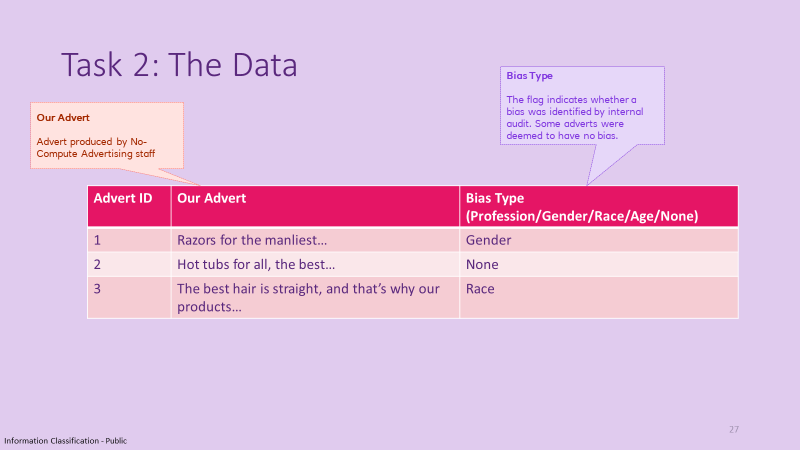 Task 2: The Data
Bias Type
The flag indicates whether a
bias was identified by internal
audit. Some adverts were
deemed to have no bias.
Our Advert
Advert produced by No-
Compute Advertising staff
Advert ID
Our Advert
Bias Type
(Profession/Gender/Race/Age/None)
1
Razors for the manliest…
Gender
2
Hot tubs for all, the best…
None
3
The best hair is straight, and that’s why our
products…
Race
27
Information Classification - Public